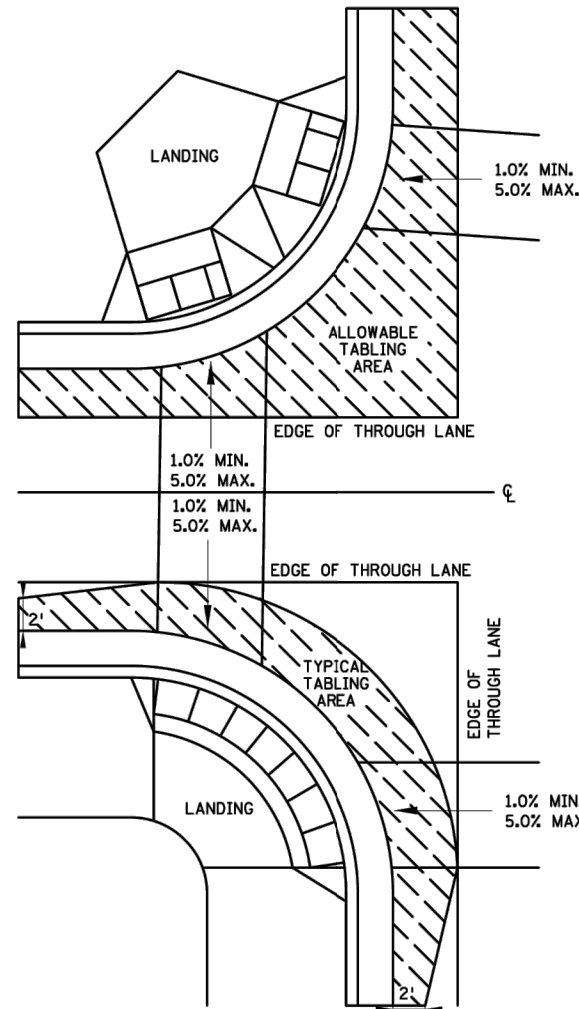 LANDING
1.0% MIN.
5.0% MAX.
ALLOWABLE
TABLING
AREA
EDGE OF THROUGH LANE
1.0% MIN.
5.0% MAX.
℄
1.0% MIN.
5.0% MAX.
EDGE OF THROUGH LANE
2'
TYPICAL
TABLING
AREA
EDGE OF
THROUGH LANE
LANDING
1.0% MIN
5.0% MAX
2'